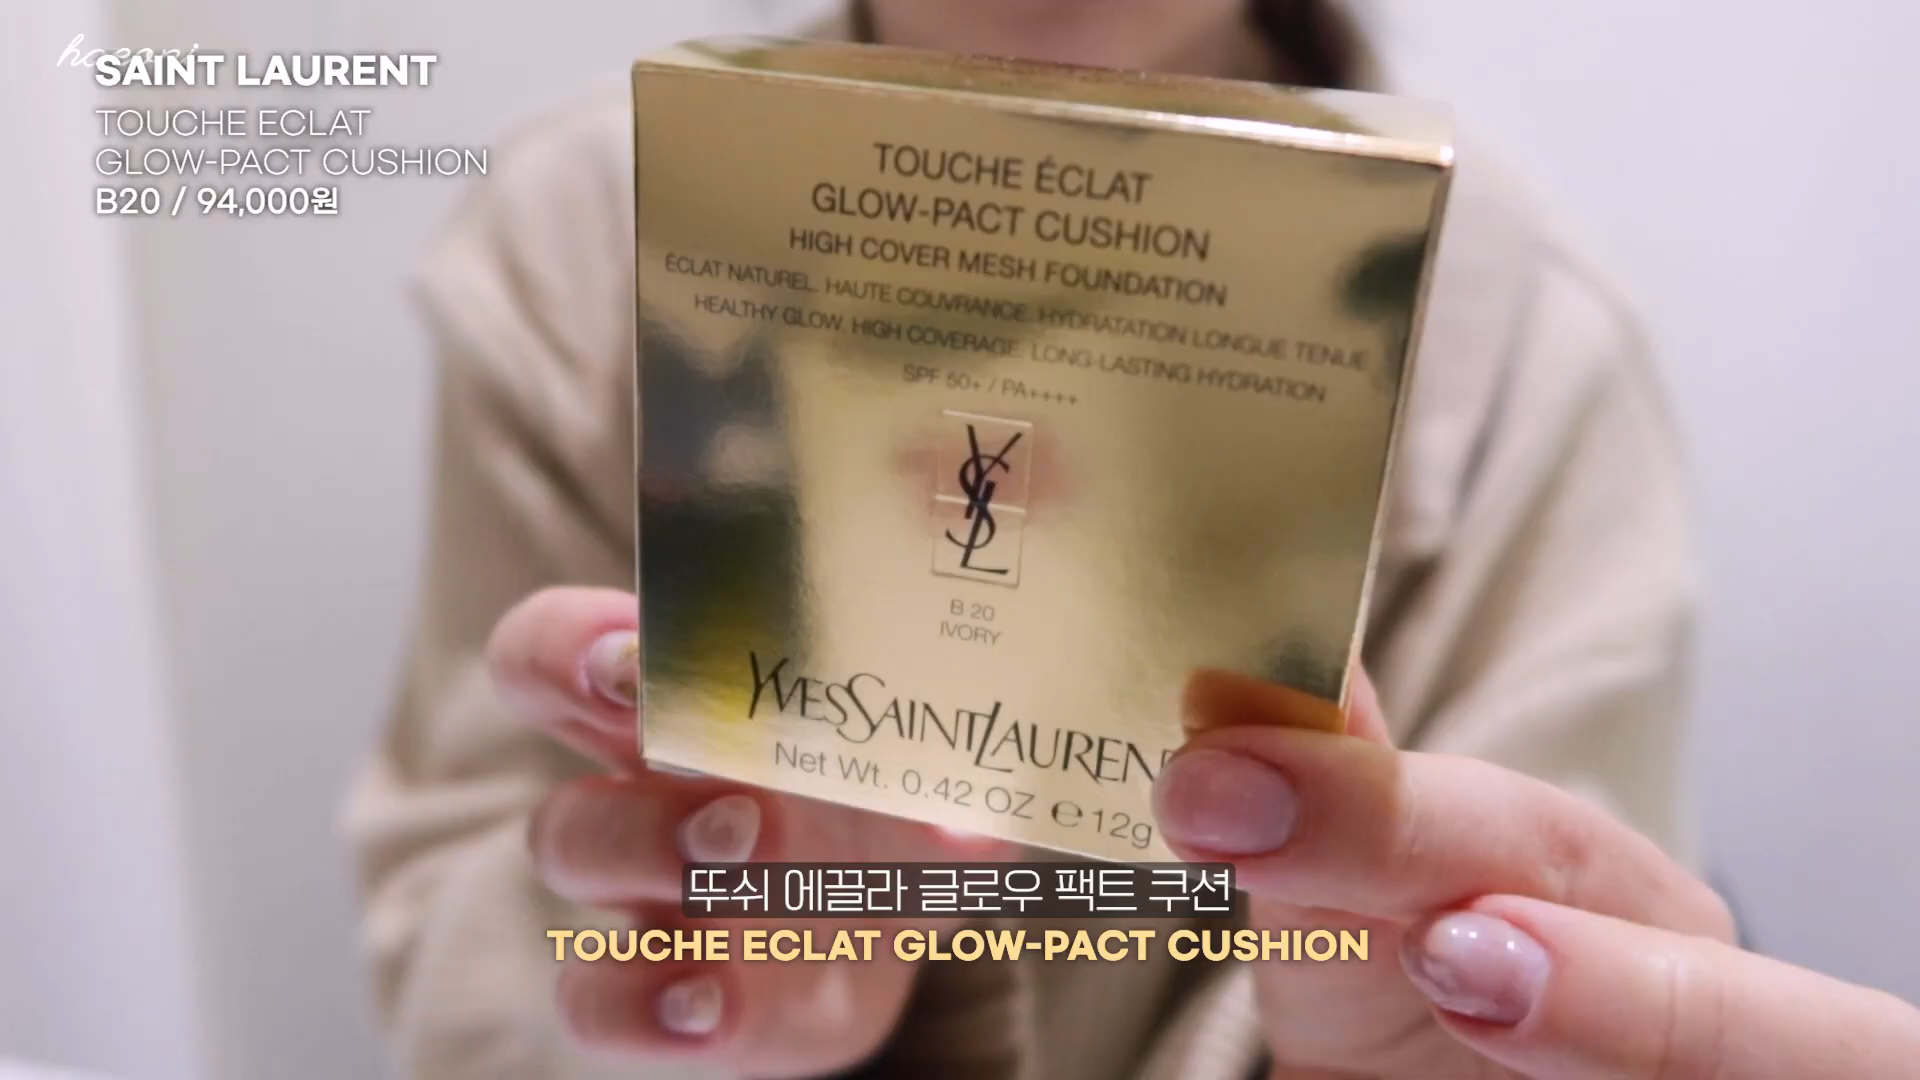 haeoni
SAINT LAURENT
TOUCHE ECLAT
GLOW-PACT CUSHION
B20 / 94,000원
TOUCHE ÉCLAT
GLOW-PACT CUSHION
HIGH COVER MESH FOUNDATION
ÉCLAT NATUREL. HAUTE COUVRANCE. HYDRATATION LONGUE TENUE
HEALTHY GLOW. HIGH COVERAGE. LONG-LASTING HYDRATION
SPF 50+ / PA++++
YSL
B 20
IVORY
YVESSAINTLAUREN
Net Wt. 0.42 OZ ℮ 12g
뚜쉬 에끌라 글로우 팩트 쿠션
TOUCHE ECLAT GLOW-PACT CUSHION